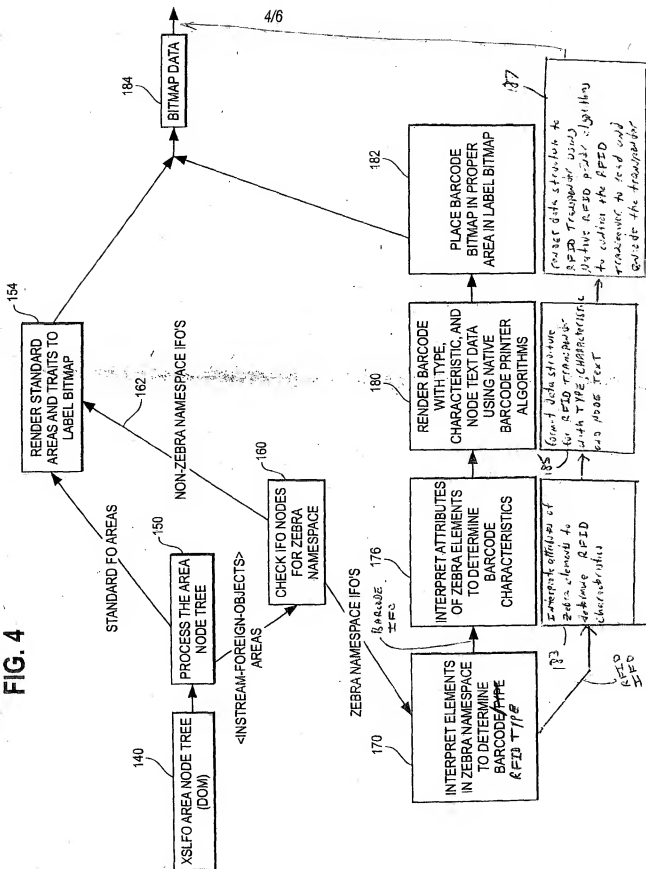 FIG. 4
4/6
140
XSLFO AREA NODE TREE
(DOM)
150
PROCESS THE AREA
NODE TREE
STANDARD FO AREAS
<INSTREAM-FOREIGN-OBJECTS>
AREAS
154
RENDER STANDARD
AREAS AND TRAITS TO
LABEL BITMAP
162
NON-ZEBRA NAMESPACE IFO'S
160
CHECK IFO NODES
FOR ZEBRA
NAMESPACE
ZEBRA NAMESPACE IFO'S
184
BITMAP DATA
170
INTERPRET ELEMENTS
IN ZEBRA NAMESPACE
TO DETERMINE
BARCODE/TYPE
RFID TYPE
BARCODE
IFO
176
INTERPRET ATTRIBUTES
OF ZEBRA ELEMENTS
TO DETERMINE
BARCODE
CHARACTERISTICS
180
RENDER BARCODE
WITH TYPE,
CHARACTERISTIC, AND
NODE TEXT DATA
USING NATIVE
BARCODE PRINTER
ALGORITHMS
182
PLACE BARCODE
BITMAP IN PROPER
AREA IN LABEL BITMAP
RFID
IFO
183
Interprete attributes of
Zebra elements to
determine RFID
characteristics
185
Format data structure
for RFID Transponder
with TYPE, CHARACTERISTIC
and NODE TEXT
187
render data structure to
RFID Transponder using
Native RFID printer algorithms
to control the RFID
Transceiver to read and
encode the transponder